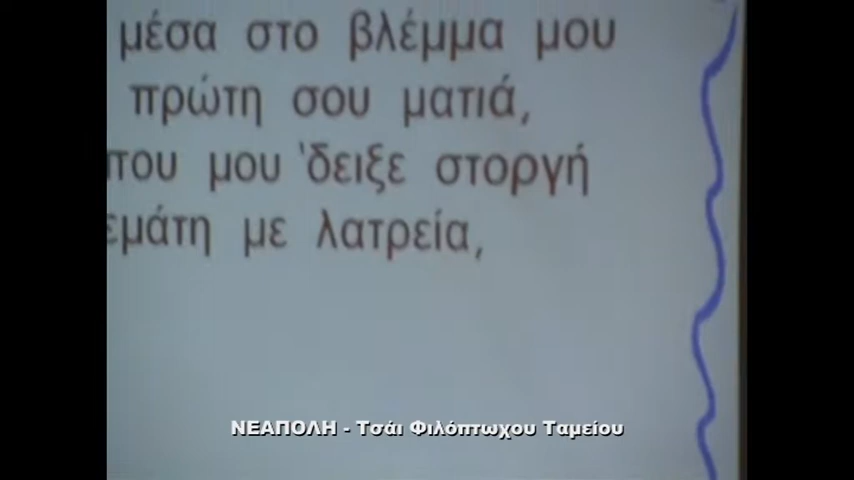 μέσα στο βλέμμα μου
πρώτη σου ματιά,
που μου 'δειξε στοργή
με λατρεία,
ΝΕΑΠΟΛΗ - Τσάι Φιλόπτωχου Ταμείου